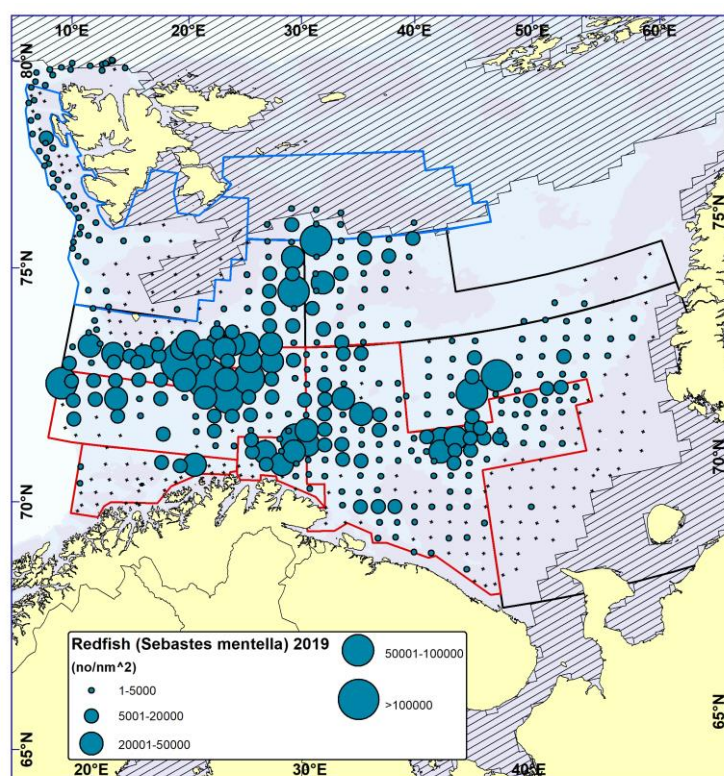 10°E 20°E 30°E 40°E 50°E 60°E
80°N
75°N
75°N
70°N
70°N
65°N
65°N
Redfish (Sebastes mentella) 2019
(no/nm^2)
1-5000
5001-20000
20001-50000
50001-100000
>100000
20°E 30°E 40°E